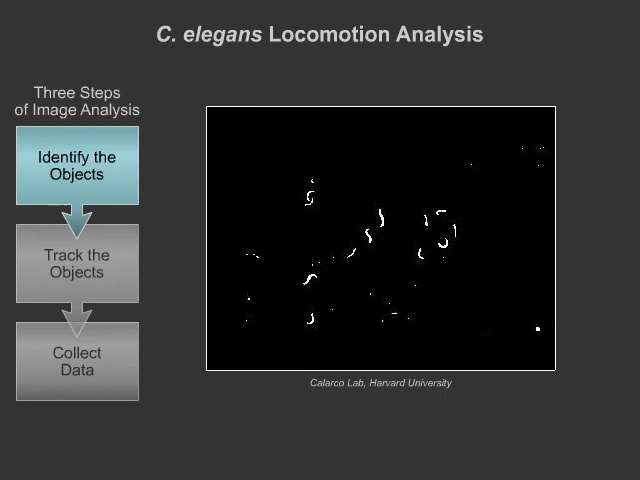 C. elegans Locomotion Analysis
Three Steps
of Image Analysis
Identify the
Objects
Track the
Objects
Collect
Data
Calarco Lab, Harvard University